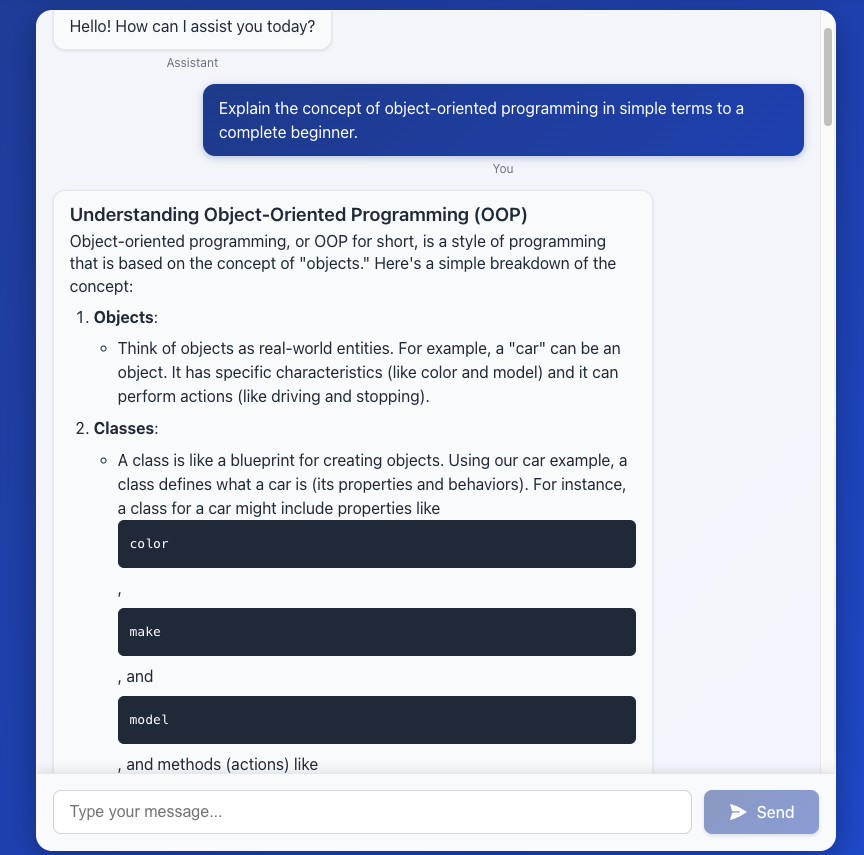 Hello! How can I assist you today?
Assistant
Explain the concept of object-oriented programming in simple terms to a
complete beginner.
You
Understanding Object-Oriented Programming (OOP)
Object-oriented programming, or OOP for short, is a style of programming
that is based on the concept of "objects." Here's a simple breakdown of the
concept:
1. Objects:
Think of objects as real-world entities. For example, a "car" can be an
object. It has specific characteristics (like color and model) and it can
perform actions (like driving and stopping).
2. Classes:
A class is like a blueprint for creating objects. Using our car example, a
class defines what a car is (its properties and behaviors). For instance,
a class for a car might include properties like
color
,
make
, and
model
, and methods (actions) like
Type your message...
Send